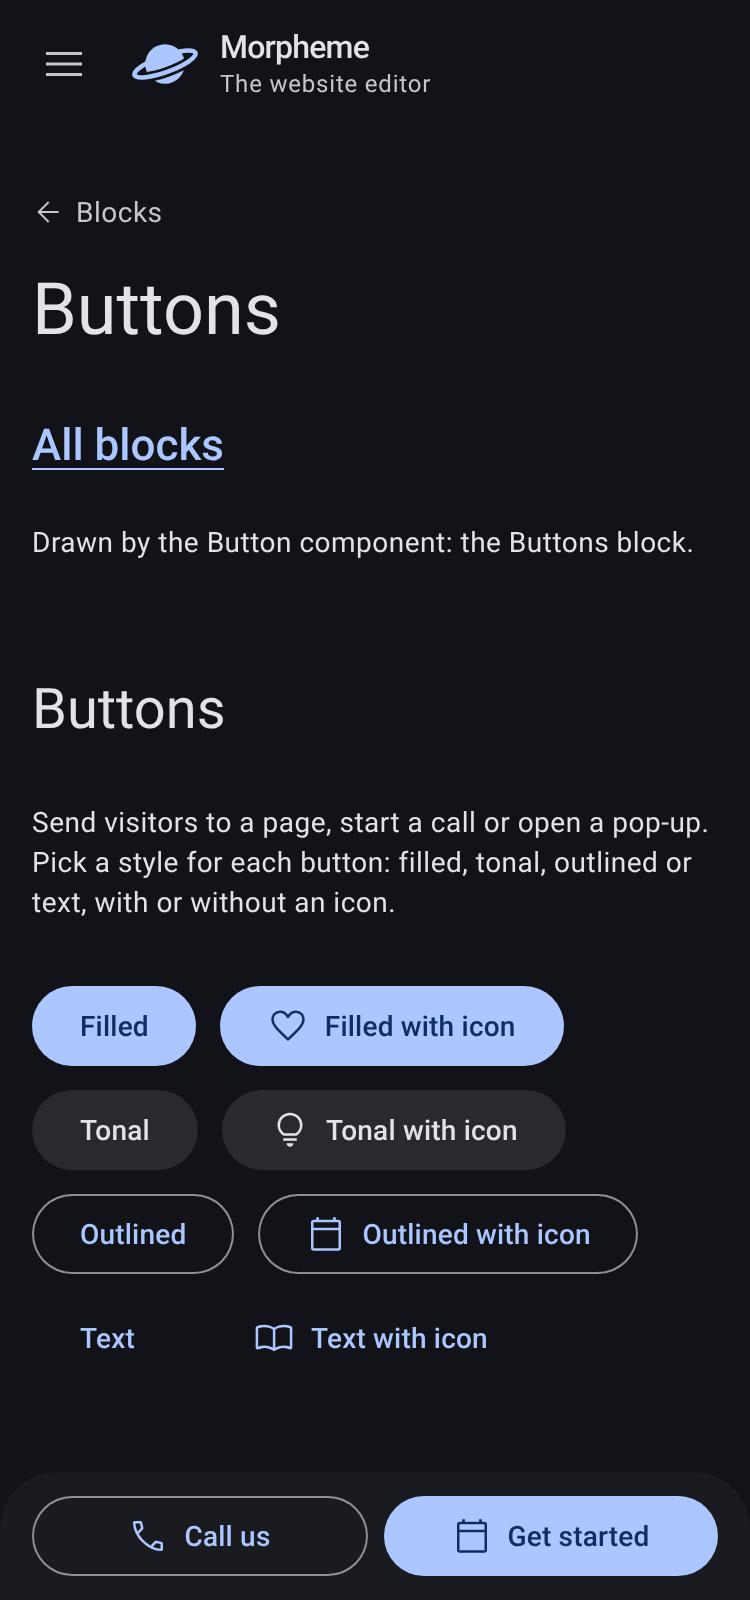 Morpheme
The website editor
Blocks
Buttons
All blocks
Drawn by the Button component: the Buttons block.
Buttons
Send visitors to a page, start a call or open a pop-up.
Pick a style for each button: filled, tonal, outlined or
text, with or without an icon.
Filled
Filled with icon
Tonal
Tonal with icon
Outlined
Outlined with icon
Text
Text with icon
Call us
Get started